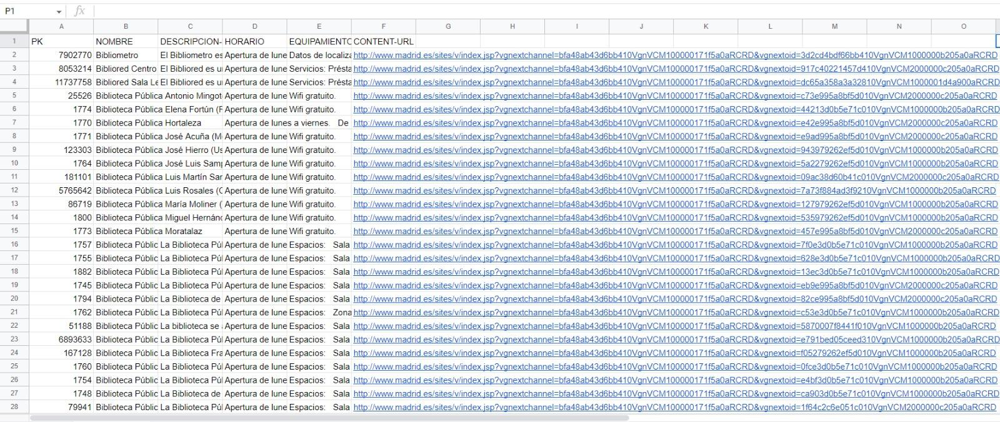 P1 fx
A B C D E F G H I J K L M N O
1 PK NOMBRE DESCRIPCION- HORARIO EQUIPAMIENTO CONTENT-URL
2 7902770 Bibliometro El Bibliometro es Apertura de lune Datos de localiza http://www.madrid.es/sites/v/index.jsp?vgnextchannel=bfa48ab43d6bb410VgnVCM100000171f5a0aRCRD&vgnextoid=3d2cd4bdf66bb410VgnVCM1000000b205a0aRCRD
3 8053214 Bibliored Centro El Bibliored es u Apertura de lune Servicios: Présta http://www.madrid.es/sites/v/index.jsp?vgnextchannel=bfa48ab43d6bb410VgnVCM100000171f5a0aRCRD&vgnextoid=917c40221457d410VgnVCM2000000c205a0aRCRD
4 11737758 Bibliored Sala Le El Bibliored es u Apertura de lune Servicios: Présta http://www.madrid.es/sites/v/index.jsp?vgnextchannel=bfa48ab43d6bb410VgnVCM100000171f5a0aRCRD&vgnextoid=dc65a358a3a32810VgnVCM1000001d4a900aRCRD
5 25526 Biblioteca Pública Antonio Mingot Apertura de lune Wifi gratuito. http://www.madrid.es/sites/v/index.jsp?vgnextchannel=bfa48ab43d6bb410VgnVCM100000171f5a0aRCRD&vgnextoid=c73e995a8bf5d010VgnVCM2000000c205a0aRCRD
6 1774 Biblioteca Pública Elena Fortún (F Apertura de lune Wifi gratuito. http://www.madrid.es/sites/v/index.jsp?vgnextchannel=bfa48ab43d6bb410VgnVCM100000171f5a0aRCRD&vgnextoid=44213d0b5e71c010VgnVCM1000000b205a0aRCRD
7 1770 Biblioteca Pública Hortaleza Apertura de lunes a viernes. De http://www.madrid.es/sites/v/index.jsp?vgnextchannel=bfa48ab43d6bb410VgnVCM100000171f5a0aRCRD&vgnextoid=e42e995a8bf5d010VgnVCM2000000c205a0aRCRD
8 1771 Biblioteca Pública José Acuña (Mo Apertura de lune Wifi gratuito. http://www.madrid.es/sites/v/index.jsp?vgnextchannel=bfa48ab43d6bb410VgnVCM100000171f5a0aRCRD&vgnextoid=e9ad995a8bf5d010VgnVCM2000000c205a0aRCRD
9 123303 Biblioteca Pública José Hierro (Us Apertura de lune Wifi gratuito. http://www.madrid.es/sites/v/index.jsp?vgnextchannel=bfa48ab43d6bb410VgnVCM100000171f5a0aRCRD&vgnextoid=943979262ef5d010VgnVCM1000000b205a0aRCRD
10 1764 Biblioteca Pública José Luis Samp Apertura de lune Wifi gratuito. http://www.madrid.es/sites/v/index.jsp?vgnextchannel=bfa48ab43d6bb410VgnVCM100000171f5a0aRCRD&vgnextoid=5a2279262ef5d010VgnVCM1000000b205a0aRCRD
11 181101 Biblioteca Pública Luis Martín San Apertura de lune Wifi gratuito. http://www.madrid.es/sites/v/index.jsp?vgnextchannel=bfa48ab43d6bb410VgnVCM100000171f5a0aRCRD&vgnextoid=09ac38d60b41c010VgnVCM2000000c205a0aRCRD
12 5765642 Biblioteca Pública Luis Rosales (C Apertura de lune Wifi gratuito. http://www.madrid.es/sites/v/index.jsp?vgnextchannel=bfa48ab43d6bb410VgnVCM100000171f5a0aRCRD&vgnextoid=7a73f884ad3f9210VgnVCM1000000b205a0aRCRD
13 86719 Biblioteca Pública María Moliner ( Apertura de lune Wifi gratuito. http://www.madrid.es/sites/v/index.jsp?vgnextchannel=bfa48ab43d6bb410VgnVCM100000171f5a0aRCRD&vgnextoid=127979262ef5d010VgnVCM1000000b205a0aRCRD
14 1800 Biblioteca Pública Miguel Hernánd Apertura de lune Wifi gratuito. http://www.madrid.es/sites/v/index.jsp?vgnextchannel=bfa48ab43d6bb410VgnVCM100000171f5a0aRCRD&vgnextoid=535979262ef5d010VgnVCM1000000b205a0aRCRD
15 1773 Biblioteca Pública Moratalaz Apertura de lune Wifi gratuito. http://www.madrid.es/sites/v/index.jsp?vgnextchannel=bfa48ab43d6bb410VgnVCM100000171f5a0aRCRD&vgnextoid=457e995a8bf5d010VgnVCM2000000c205a0aRCRD
16 1757 Biblioteca Públic La Biblioteca Púl Apertura de lune Espacios: Sala http://www.madrid.es/sites/v/index.jsp?vgnextchannel=bfa48ab43d6bb410VgnVCM100000171f5a0aRCRD&vgnextoid=7f0e3d0b5e71c010VgnVCM1000000b205a0aRCRD
17 1755 Biblioteca Públic La Biblioteca Púl Apertura de lune Espacios: Sala http://www.madrid.es/sites/v/index.jsp?vgnextchannel=bfa48ab43d6bb410VgnVCM100000171f5a0aRCRD&vgnextoid=628e3d0b5e71c010VgnVCM1000000b205a0aRCRD
18 1882 Biblioteca Públic La Biblioteca Púl Apertura de lune Espacios: Sala http://www.madrid.es/sites/v/index.jsp?vgnextchannel=bfa48ab43d6bb410VgnVCM100000171f5a0aRCRD&vgnextoid=13ec3d0b5e71c010VgnVCM1000000b205a0aRCRD
19 1745 Biblioteca Públic La Biblioteca Púl Apertura de lune Espacios: Sala http://www.madrid.es/sites/v/index.jsp?vgnextchannel=bfa48ab43d6bb410VgnVCM100000171f5a0aRCRD&vgnextoid=eb9e995a8bf5d010VgnVCM2000000c205a0aRCRD
20 1794 Biblioteca Públic La Biblioteca de Apertura de lune Espacios: Sala http://www.madrid.es/sites/v/index.jsp?vgnextchannel=bfa48ab43d6bb410VgnVCM100000171f5a0aRCRD&vgnextoid=82ce995a8bf5d010VgnVCM2000000c205a0aRCRD
21 1762 Biblioteca Públic La Biblioteca Púl Apertura de lune Espacios: Zona http://www.madrid.es/sites/v/index.jsp?vgnextchannel=bfa48ab43d6bb410VgnVCM100000171f5a0aRCRD&vgnextoid=c53e3d0b5e71c010VgnVCM1000000b205a0aRCRD
22 51188 Biblioteca Públic La biblioteca se Apertura de lune Espacios: Sala http://www.madrid.es/sites/v/index.jsp?vgnextchannel=bfa48ab43d6bb410VgnVCM100000171f5a0aRCRD&vgnextoid=5870007f8441f010VgnVCM1000000b205a0aRCRD
23 6893633 Biblioteca Públic La Biblioteca Púl Apertura de lune Espacios: Sala http://www.madrid.es/sites/v/index.jsp?vgnextchannel=bfa48ab43d6bb410VgnVCM100000171f5a0aRCRD&vgnextoid=e791bed05ceed310VgnVCM1000000b205a0aRCRD
24 167128 Biblioteca Públic La Biblioteca Fra Apertura de lune Espacios: Sala http://www.madrid.es/sites/v/index.jsp?vgnextchannel=bfa48ab43d6bb410VgnVCM100000171f5a0aRCRD&vgnextoid=f05279262ef5d010VgnVCM1000000b205a0aRCRD
25 1760 Biblioteca Públic La Biblioteca Púl Apertura de lune Espacios: Sala http://www.madrid.es/sites/v/index.jsp?vgnextchannel=bfa48ab43d6bb410VgnVCM100000171f5a0aRCRD&vgnextoid=0fce3d0b5e71c010VgnVCM1000000b205a0aRCRD
26 1754 Biblioteca Públic La Biblioteca Púl Apertura de lune Espacios: Sala http://www.madrid.es/sites/v/index.jsp?vgnextchannel=bfa48ab43d6bb410VgnVCM100000171f5a0aRCRD&vgnextoid=e4bf3d0b5e71c010VgnVCM1000000b205a0aRCRD
27 1748 Biblioteca Públic La Biblioteca de Apertura de lune Espacios: Sala http://www.madrid.es/sites/v/index.jsp?vgnextchannel=bfa48ab43d6bb410VgnVCM100000171f5a0aRCRD&vgnextoid=ca903d0b5e71c010VgnVCM1000000b205a0aRCRD
28 79941 Biblioteca Públic La Biblioteca Púl Apertura de lune Espacios: Sala http://www.madrid.es/sites/v/index.jsp?vgnextchannel=bfa48ab43d6bb410VgnVCM100000171f5a0aRCRD&vgnextoid=1f64c2c6e051c010VgnVCM2000000c205a0aRCRD